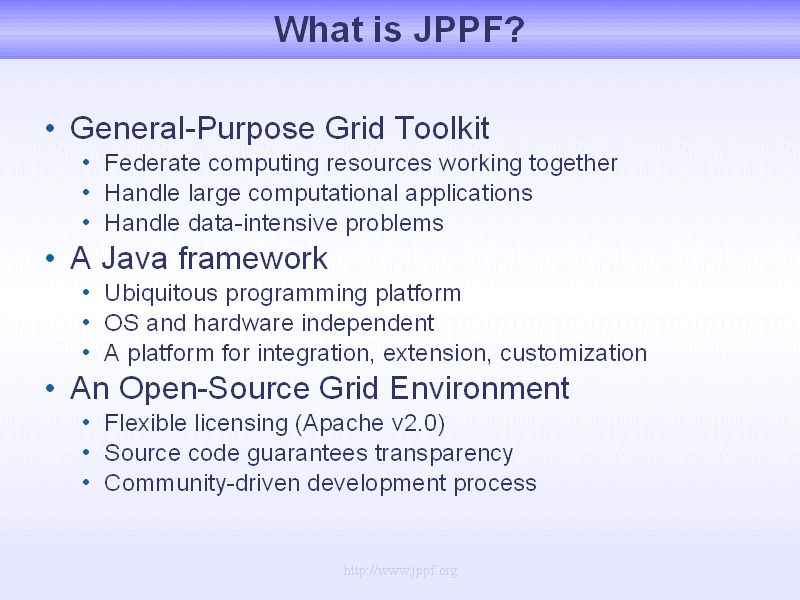 What is JPPF?
• General-Purpose Grid Toolkit
• Federate computing resources working together
• Handle large computational applications
• Handle data-intensive problems
• A Java framework
• Ubiquitous programming platform
• OS and hardware independent
• A platform for integration, extension, customization
• An Open-Source Grid Environment
• Flexible licensing (Apache v2.0)
• Source code guarantees transparency
• Community-driven development process
http://www.jppf.org